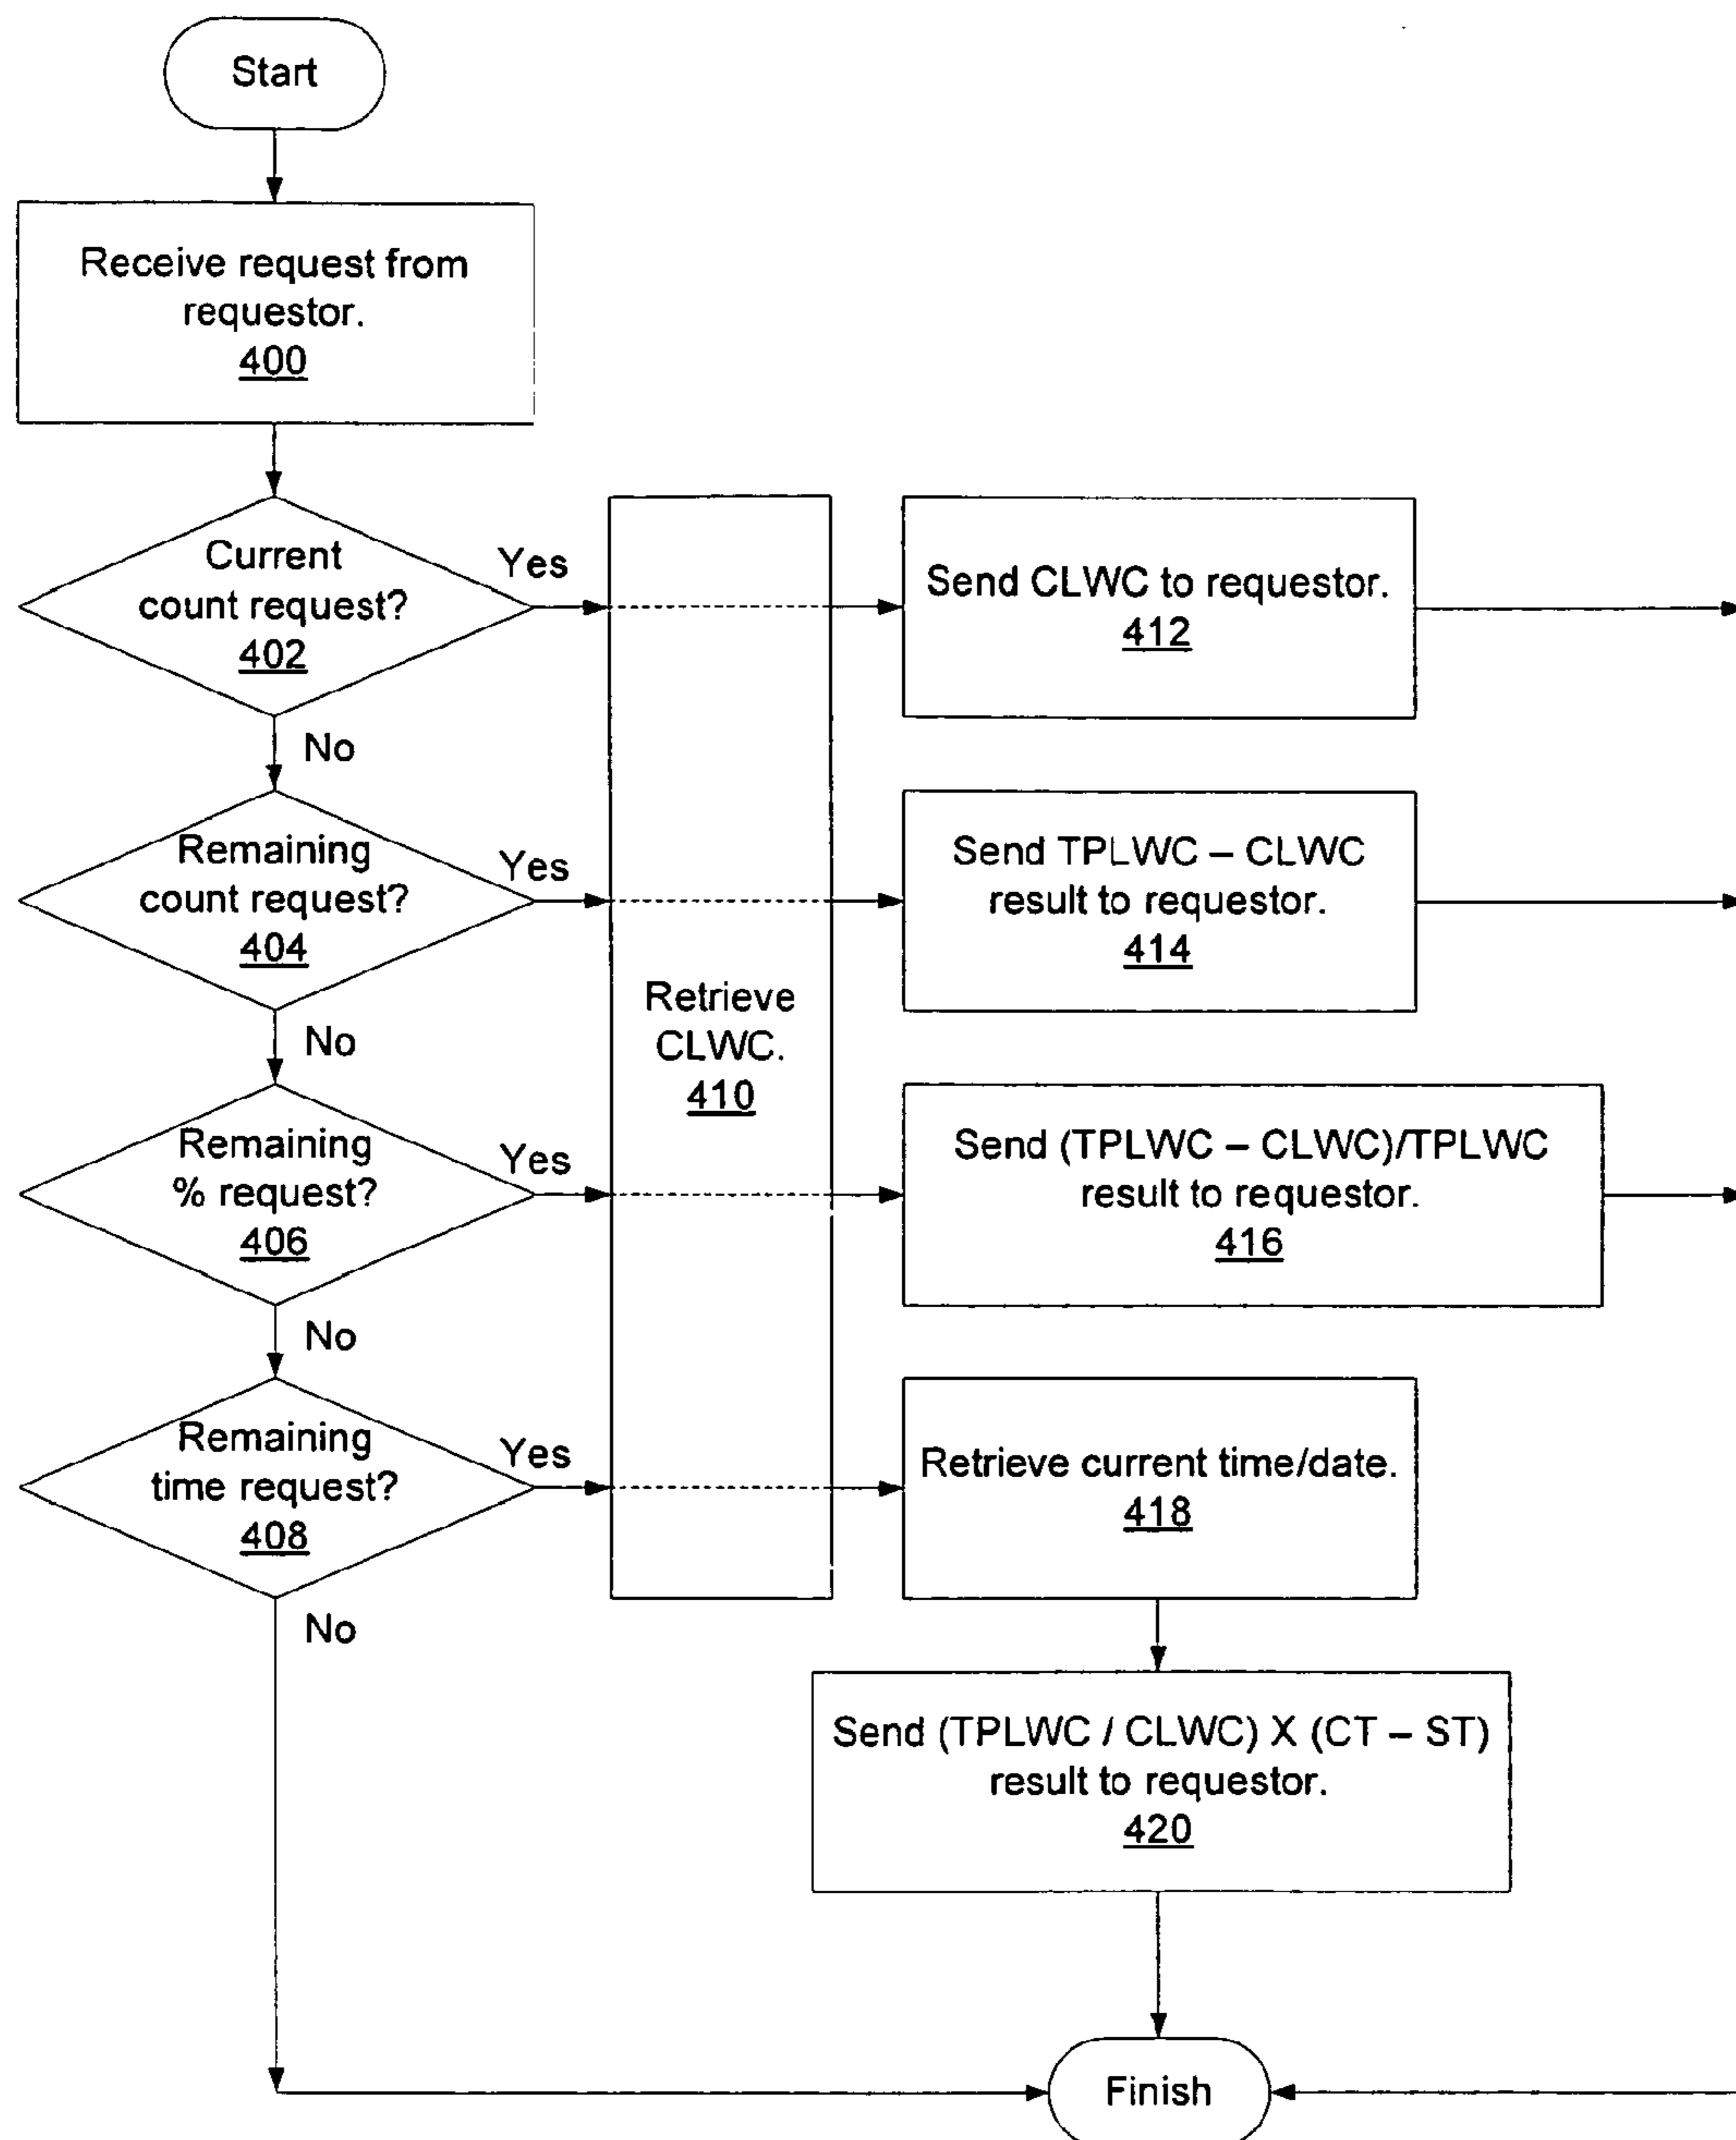 Start
Receive request from
requestor.
400
Current
count request?
402
Yes
No
Send CLWC to requestor.
412
Remaining
count request?
404
Yes
No
Send TPLWC – CLWC
result to requestor.
414
Retrieve
CLWC.
410
Remaining
% request?
406
Yes
No
Send (TPLWC – CLWC)/TPLWC
result to requestor.
416
Remaining
time request?
408
Yes
No
Retrieve current time/date.
418
Send (TPLWC / CLWC) X (CT – ST)
result to requestor.
420
Finish